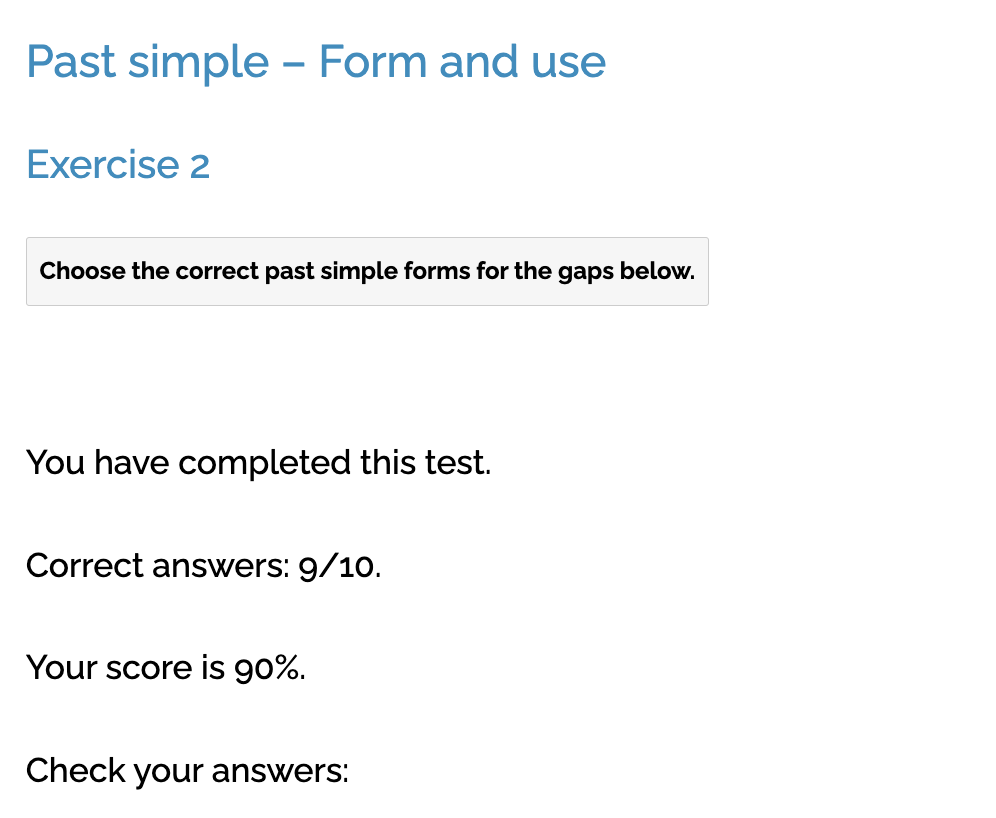 Past simple – Form and use
Exercise 2
Choose the correct past simple forms for the gaps below.
You have completed this test.
Correct answers: 9/10.
Your score is 90%.
Check your answers: